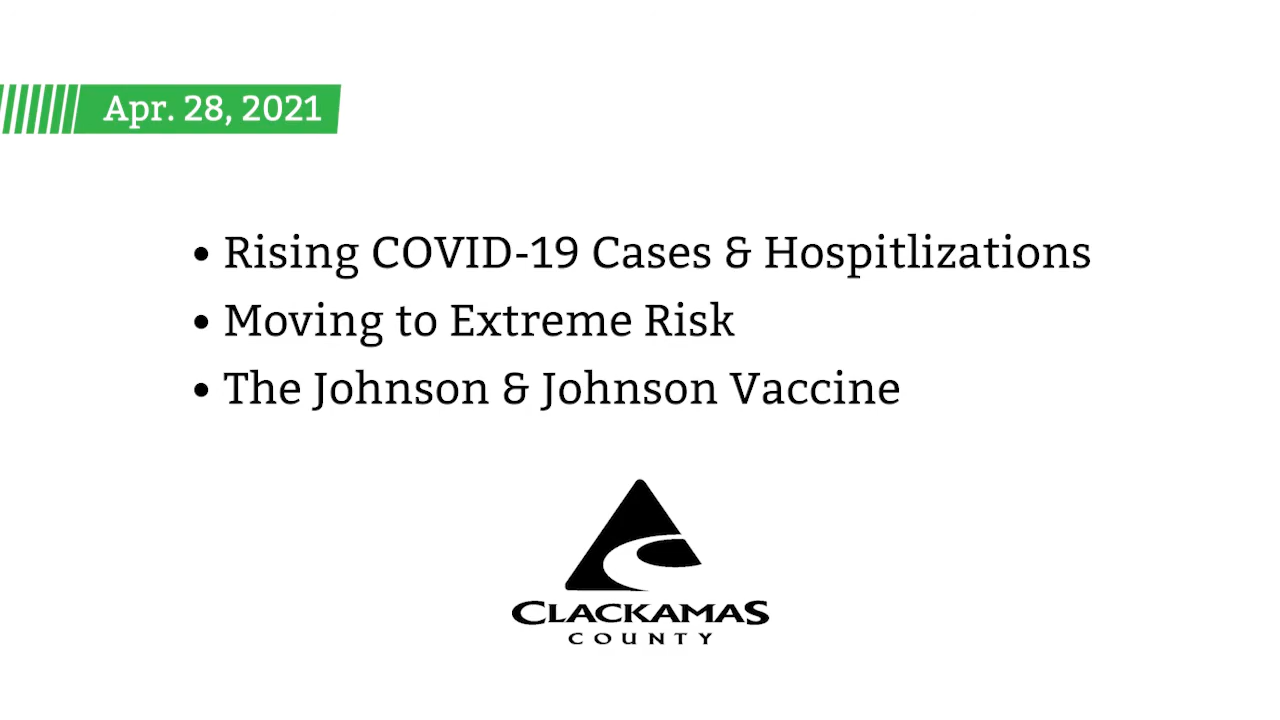 Apr. 28, 2021
• Rising COVID-19 Cases & Hospitlizations
• Moving to Extreme Risk
• The Johnson & Johnson Vaccine
CLACKAMAS
COUNTY